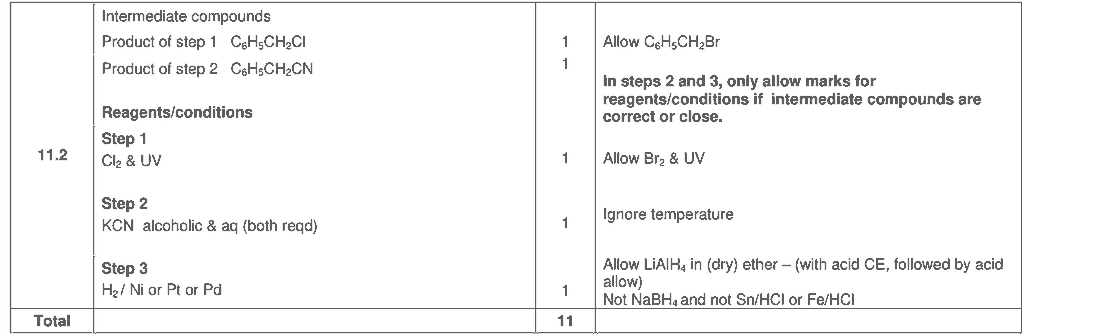 Intermediate compounds
Product of step 1 C₆H₅CH₂Cl 1 Allow C₆H₅CH₂Br
Product of step 2 C₆H₅CH₂CN 1
In steps 2 and 3, only allow marks for
reagents/conditions if intermediate compounds are
correct or close.
Reagents/conditions
Step 1
11.2 Cl₂ & UV 1 Allow Br₂ & UV
Step 2
KCN alcoholic & aq (both reqd) 1 Ignore temperature
Step 3
H₂ / Ni or Pt or Pd 1 Allow LiAlH₄ in (dry) ether – (with acid CE, followed by acid
allow)
Not NaBH₄ and not Sn/HCl or Fe/HCl
Total 11